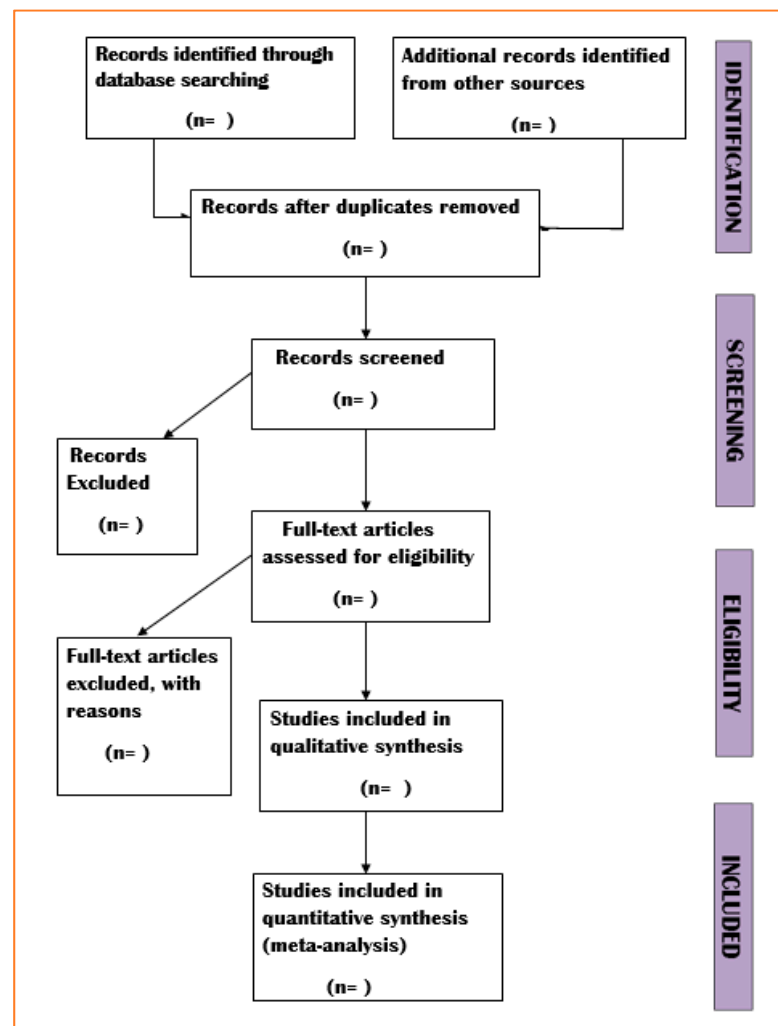 Records identified through
database searching
(n=  )
Additional records identified
from other sources
(n= )
IDENTIFICATION
Records after duplicates removed
(n= )
Records screened
(n= )
SCREENING
Records
Excluded
(n= )
Full-text articles
assessed for eligibility
(n= )
ELIGIBILITY
Full-text articles
excluded, with
reasons
(n= )
Studies included in
qualitative synthesis
(n=  )
Studies included in
quantitative synthesis
(meta-analysis)
(n= )
INCLUDED